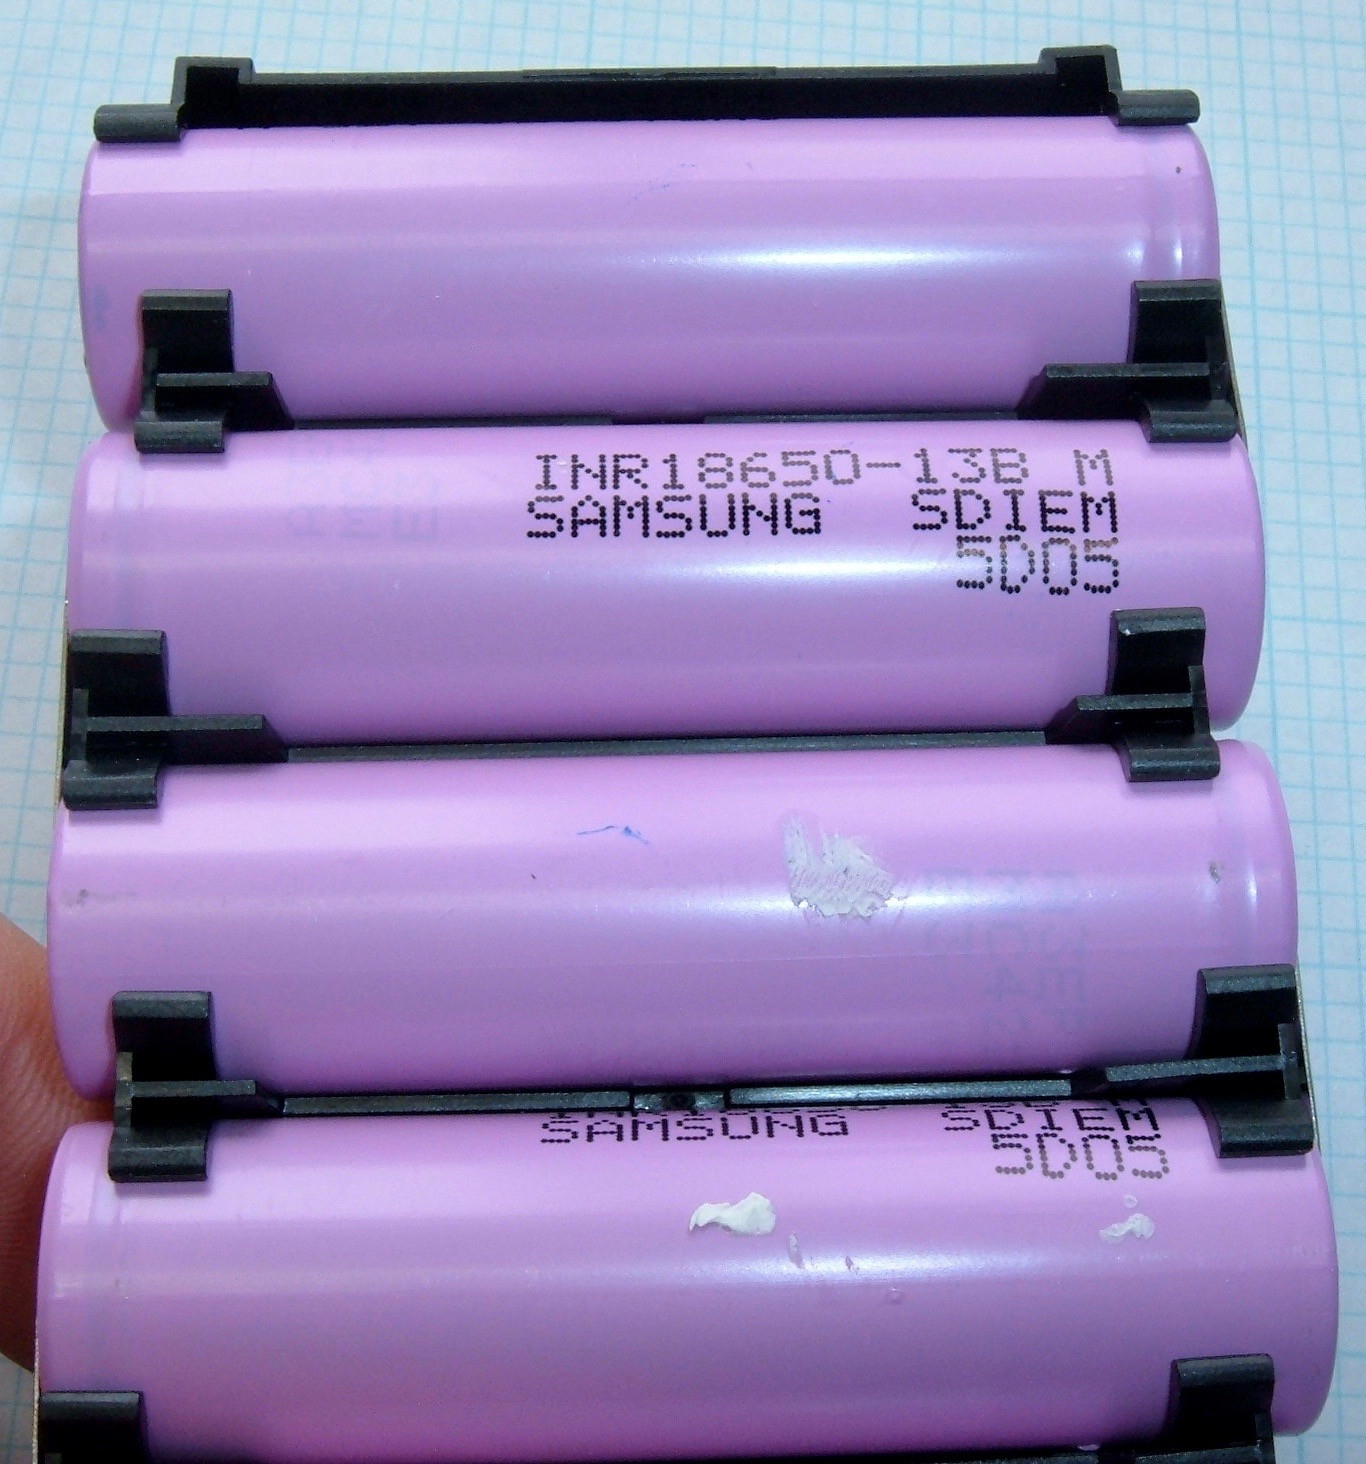 INR18650-13B M
SAMSUNG SDIEM
5D05
SAMSUNG SDIEM
5D05